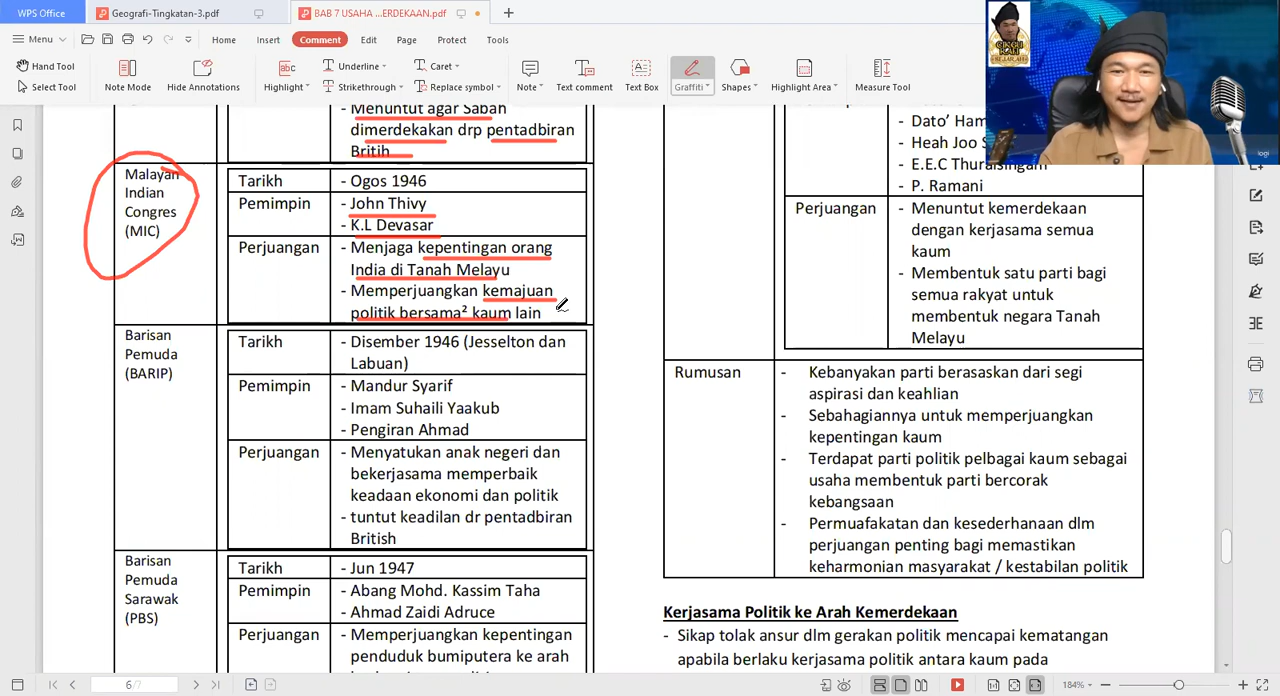 WPS Office
Geografi-Tingkatan-3.pdf
BAB 7 USAHA ...ERDEKAAN.pdf
Menu
Home
Insert
Comment
Edit
Page
Protect
Tools
Hand Tool
Select Tool
Note Mode
Hide Annotations
Highlight
Underline
Strikethrough
Caret
Replace symbol
Note
Text comment
Text Box
Graffiti
Shapes
Highlight Area
Measure Tool
- Menuntut agar Sabah
dimerdekakan drp pentadbiran
Britih
Malayan
Indian
Congres
(MIC)
Tarikh
- Ogos 1946
Pemimpin
- John Thivy
- K.L Devasar
Perjuangan
- Menjaga kepentingan orang
India di Tanah Melayu
- Memperjuangkan kemajuan
politik bersama² kaum lain
Barisan
Pemuda
(BARIP)
Tarikh
- Disember 1946 (Jesselton dan
Labuan)
Pemimpin
- Mandur Syarif
- Imam Suhaili Yaakub
- Pengiran Ahmad
Perjuangan
- Menyatukan anak negeri dan
bekerjasama memperbaik
keadaan ekonomi dan politik
- tuntut keadilan dr pentadbiran
British
Barisan
Pemuda
Sarawak
(PBS)
Tarikh
- Jun 1947
Pemimpin
- Abang Mohd. Kassim Taha
- Ahmad Zaidi Adruce
Perjuangan
- Memperjuangkan kepentingan
penduduk bumiputera ke arah
- Dato' Ham
- Heah Joo S
- E.E.C Thuraisingam
- P. Ramani
Perjuangan
- Menuntut kemerdekaan
dengan kerjasama semua
kaum
- Membentuk satu parti bagi
semua rakyat untuk
membentuk negara Tanah
Melayu
Rumusan
- Kebanyakan parti berasaskan dari segi
aspirasi dan keahlian
- Sebahagiannya untuk memperjuangkan
kepentingan kaum
- Terdapat parti politik pelbagai kaum sebagai
usaha membentuk parti bercorak
kebangsaan
- Permuafakatan dan kesederhanaan dlm
perjuangan penting bagi memastikan
keharmonian masyarakat / kestabilan politik
Kerjasama Politik ke Arah Kemerdekaan
- Sikap tolak ansur dlm gerakan politik mencapai kematangan
apabila berlaku kerjasama politik antara kaum pada
logi
6/7
184%